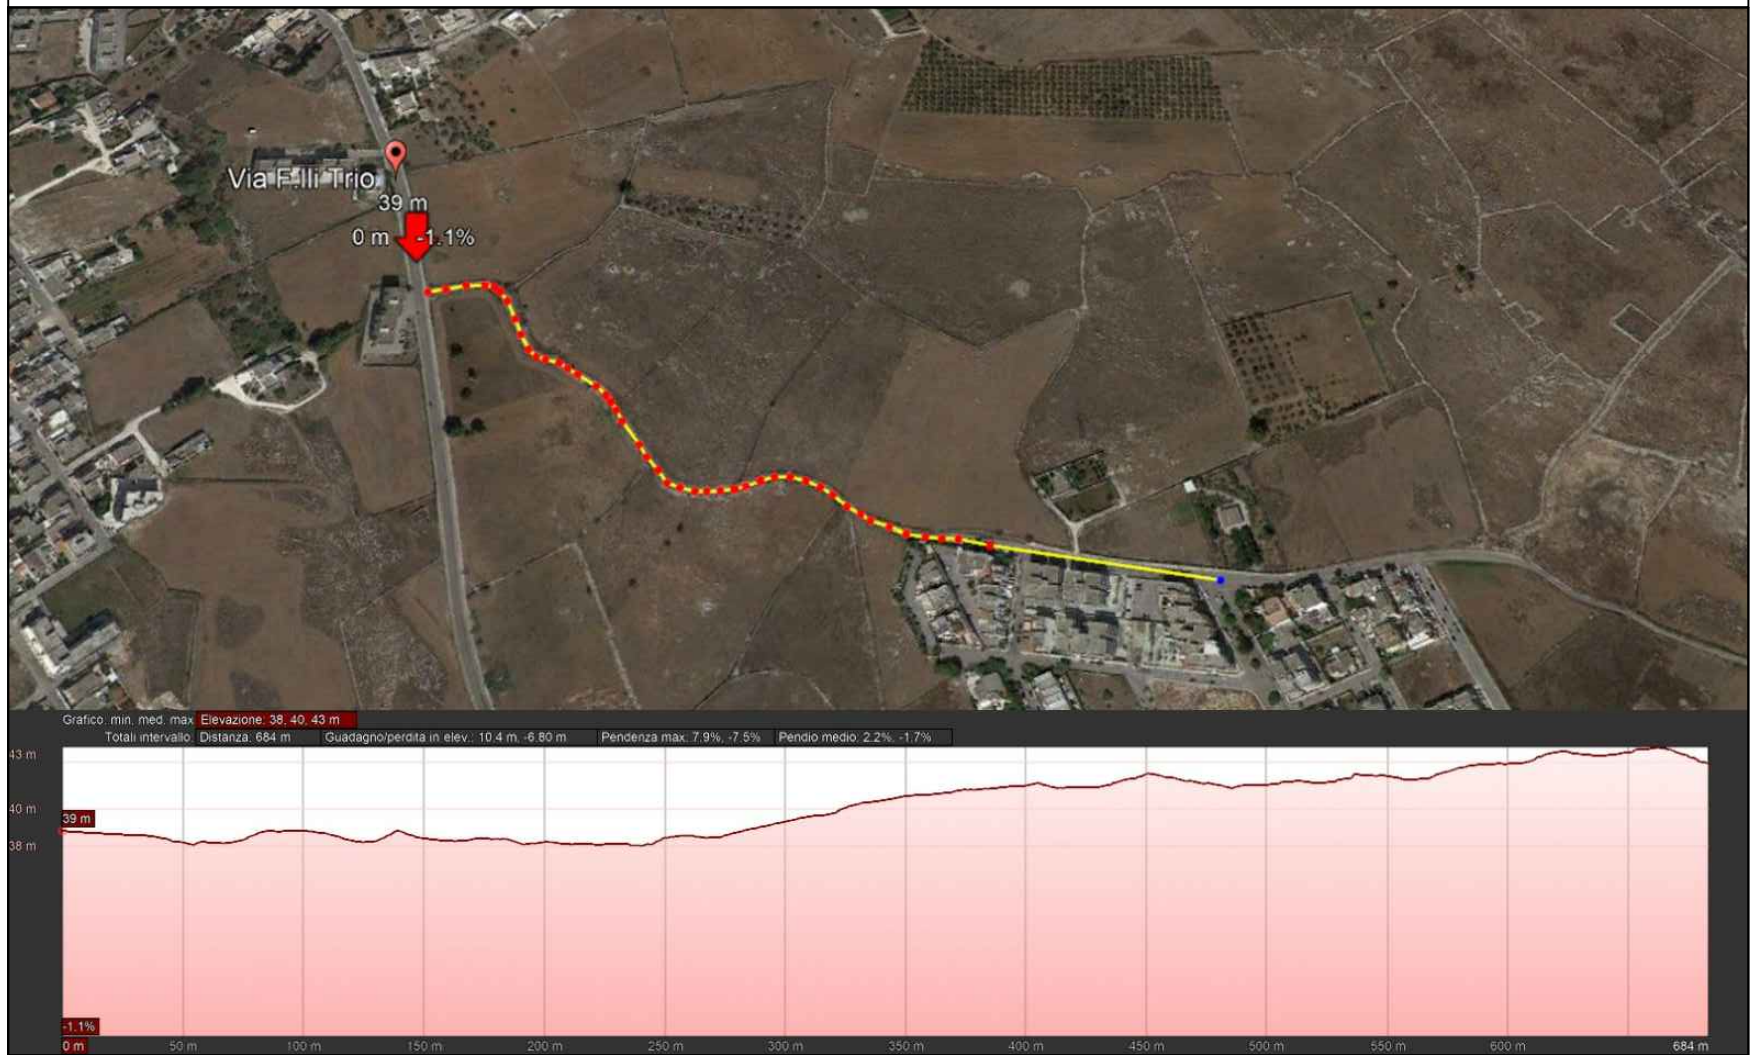 Via F.lli Trio
39 m
0 m -1.1%
Grafico: min, med, max Elevazione: 38, 40, 43 m
Totali intervallo: Distanza: 684 m Guadagno/perdita in elev.: 10.4 m, -6.80 m Pendenza max: 7.9%, -7.5% Pendio medio: 2.2%, -1.7%
43 m
40 m
39 m
38 m
-1.1%
0 m 50 m 100 m 150 m 200 m 250 m 300 m 350 m 400 m 450 m 500 m 550 m 600 m 684 m